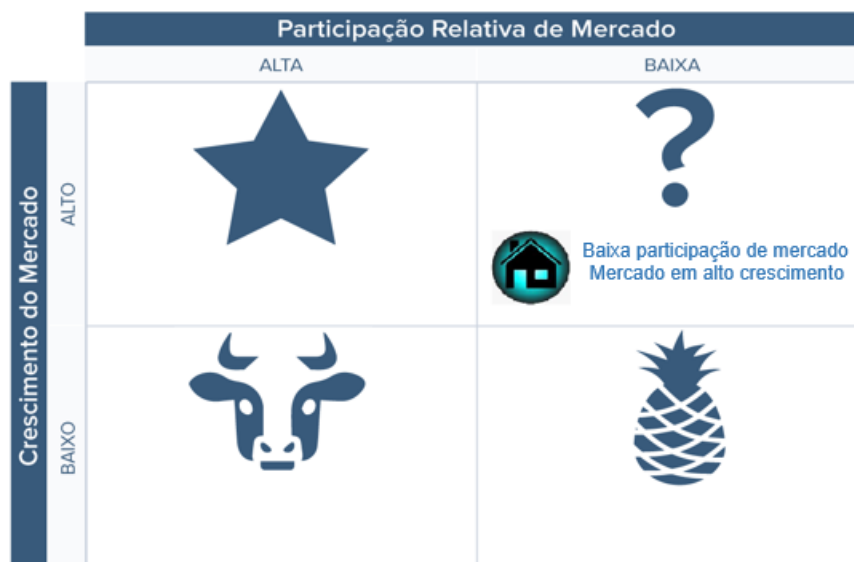 Participação Relativa de Mercado
ALTA
BAIXA
Crescimento do Mercado
ALTO
?
Baixa participação de mercado
Mercado em alto crescimento
BAIXO